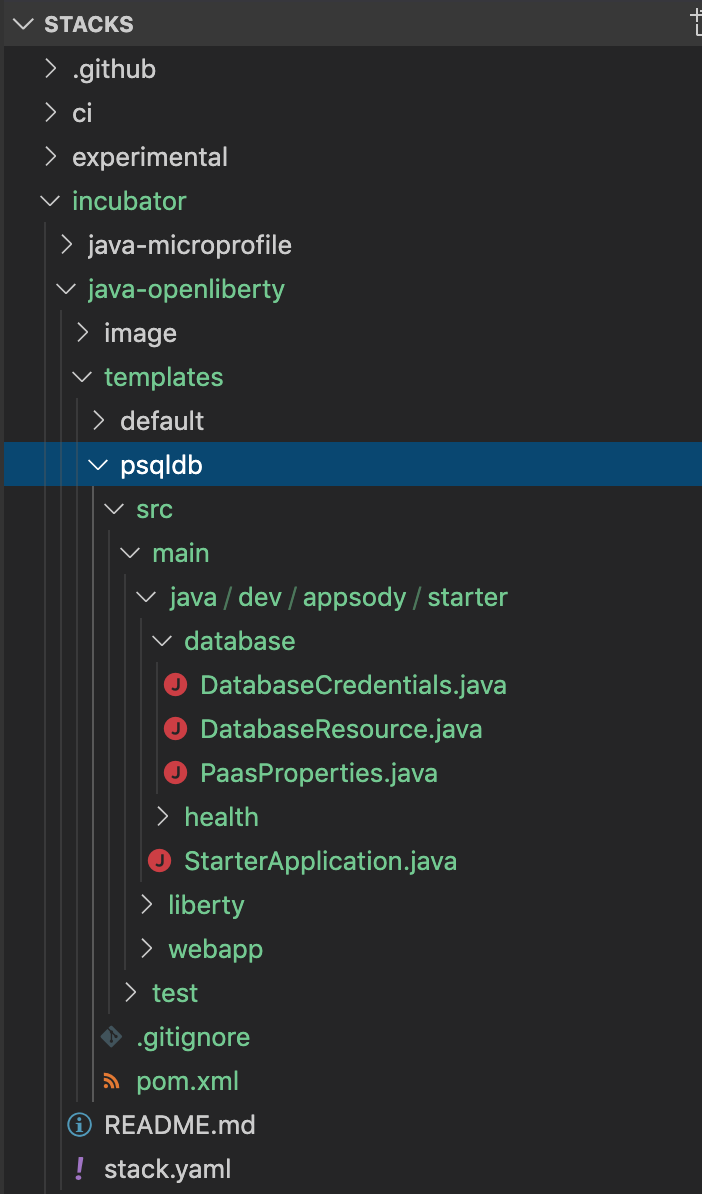 STACKS
.github
ci
experimental
incubator
java-microprofile
java-openliberty
image
templates
default
psqldb
src
main
java / dev / appsody / starter
database
J DatabaseCredentials.java
J DatabaseResource.java
J PaasProperties.java
health
J StarterApplication.java
liberty
webapp
test
.gitignore
pom.xml
README.md
! stack.yaml